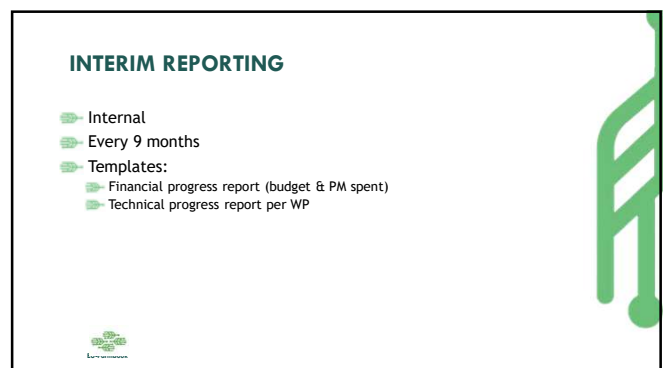 INTERIM REPORTING
Internal
Every 9 months
Templates:
Financial progress report (budget & PM spent)
Technical progress report per WP